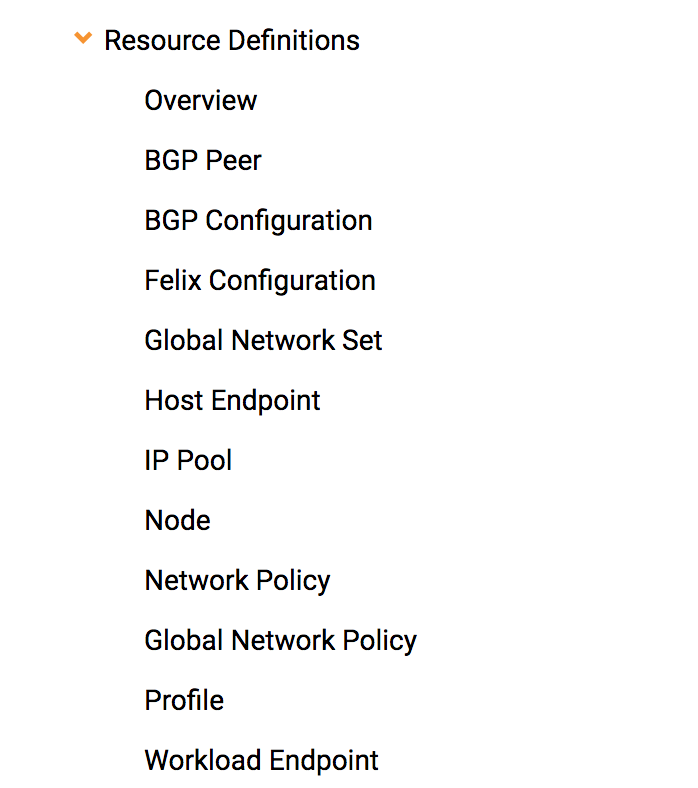 Resource Definitions
Overview
BGP Peer
BGP Configuration
Felix Configuration
Global Network Set
Host Endpoint
IP Pool
Node
Network Policy
Global Network Policy
Profile
Workload Endpoint